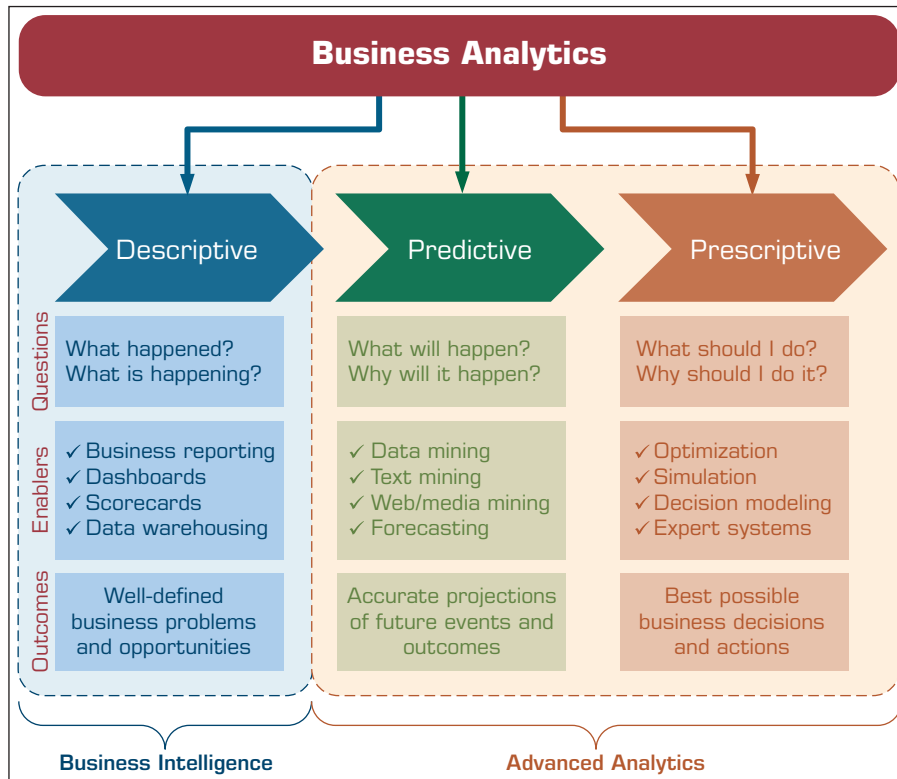 Business Analytics
Descriptive
Predictive
Prescriptive
Questions
What happened?
What is happening?
What will happen?
Why will it happen?
What should I do?
Why should I do it?
Enablers
✓ Business reporting
✓ Dashboards
✓ Scorecards
✓ Data warehousing
✓ Data mining
✓ Text mining
✓ Web/media mining
✓ Forecasting
✓ Optimization
✓ Simulation
✓ Decision modeling
✓ Expert systems
Outcomes
Well-defined
business problems
and opportunities
Accurate projections
of future events and
outcomes
Best possible
business decisions
and actions
Business Intelligence
Advanced Analytics